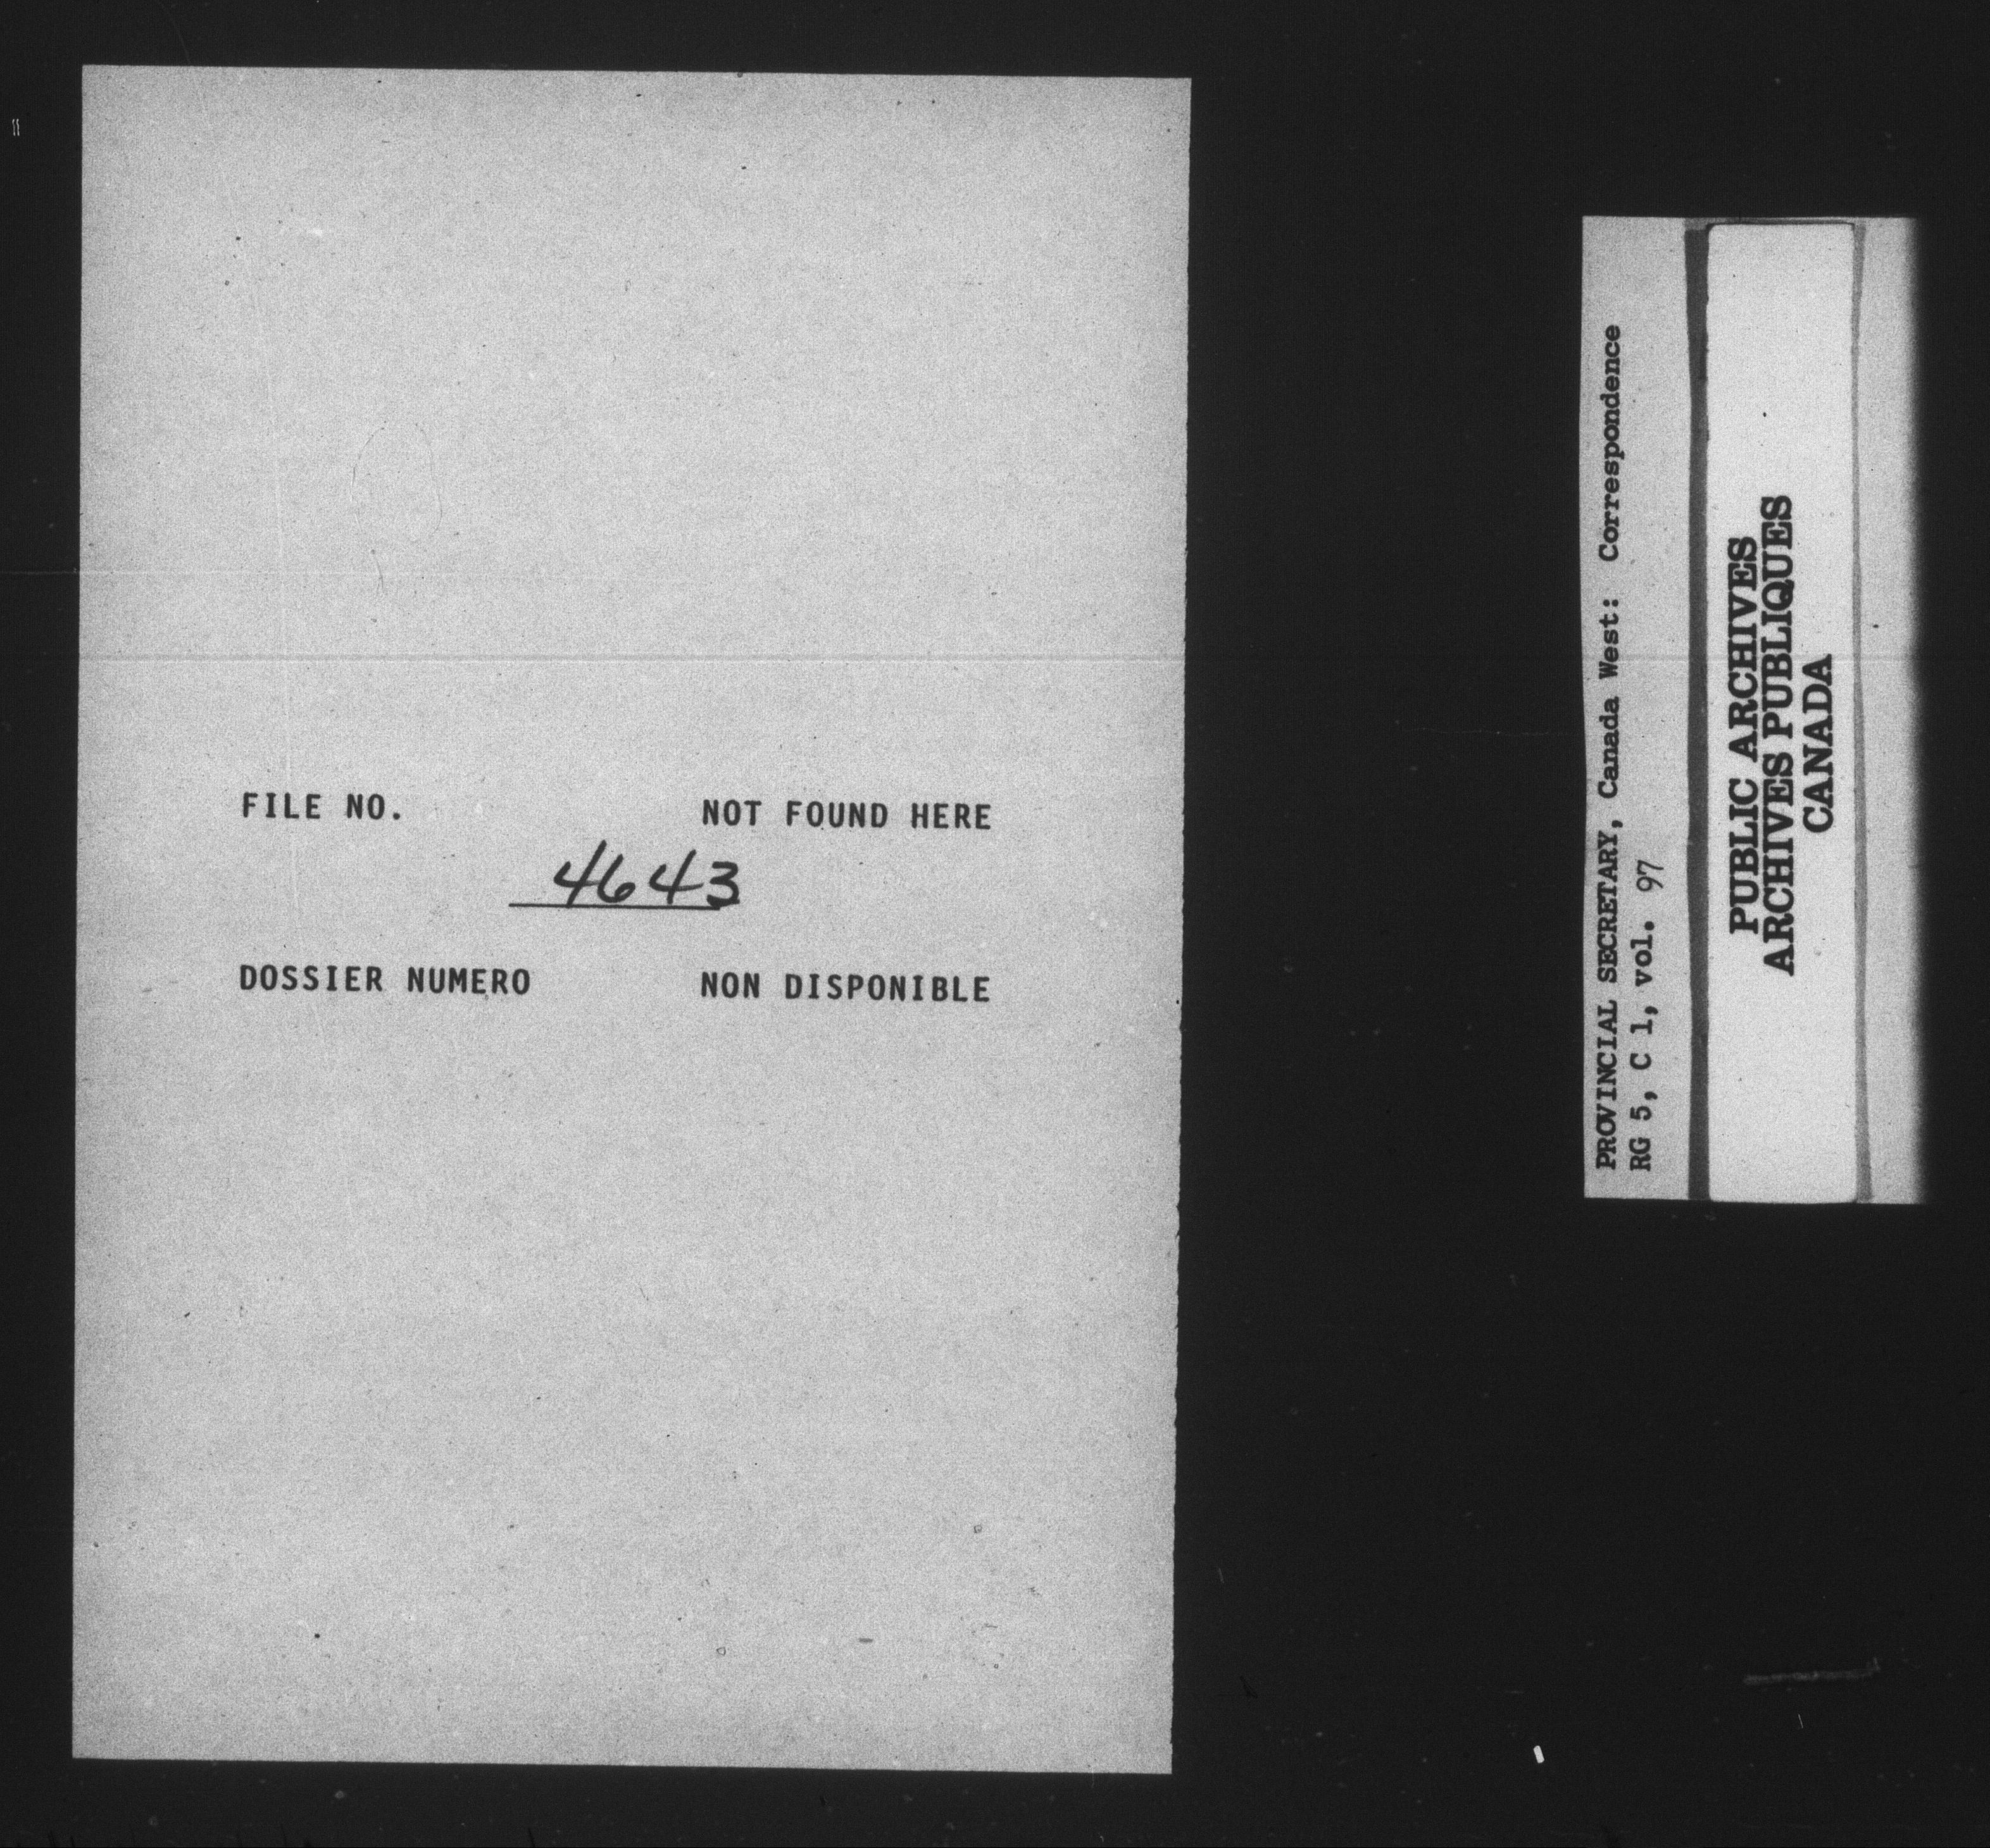 FILE NO. NOT FOUND HERE
4643
DOSSIER NUMERO NON DISPONIBLE
PROVINCIAL SECRETARY, Canada West: Correspondence
RG 5, C 1, vol. 97
PUBLIC ARCHIVES
ARCHIVES PUBLIQUES
CANADA